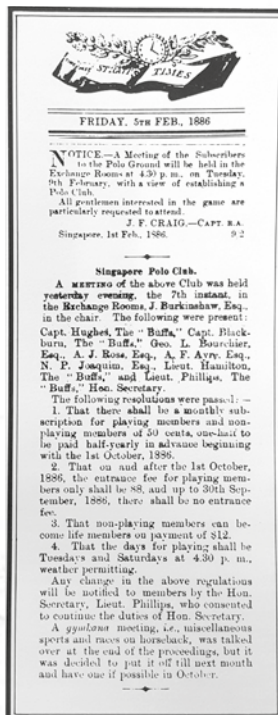 STRAITS TIMES
FRIDAY, 5TH FEB., 1886
NOTICE.—A Meeting of the Subscribers
to the Polo Ground will be held in the
Exchange Rooms at 4.30 p. m., on Tuesday,
9th February, with a view of establishing a
Polo Club.
All gentlemen interested in the game are
particularly requested to attend.
J. F. CRAIG.—CAPT. R.A.
Singapore, 1st Feb., 1886. 9 2
Singapore Polo Club.
A MEETING of the above Club was held
yesterday evening, the 7th instant, in
the Exchange Rooms, J. Burkinshaw, Esq.,
in the chair. The following were present:
Capt. Hughes, The "Buffs," Capt. Black-
burn, The "Buffs," Geo. L. Bourchier,
Esq., A. J. Ross, Esq., A. F. Ayre, Esq.,
N. P. Joaquim, Esq., Lieut. Hamilton,
The "Buffs," and Lieut. Phillips, The
"Buffs," Hon. Secretary.
The following resolutions were passed:—
1. That there shall be a monthly sub-
scription for playing members and non-
playing members of 50 cents, one-half to
be paid half-yearly in advance beginning
with the 1st October, 1886.
2. That on and after the 1st October,
1886, the entrance fee for playing mem-
bers only shall be $8, and up to 30th Sep-
tember, 1886, there shall be no entrance
fee.
3. That non-playing members can be-
come life members on payment of $12.
4. That the days for playing shall be
Tuesdays and Saturdays at 4.30 p. m.,
weather permitting.
Any change in the above regulations
will be notified to members by the Hon.
Secretary, Lieut. Phillips, who consented
to continue the duties of Hon. Secretary.
A gymkana meeting, i.e., miscellaneous
sports and races on horseback, was talked
over at the end of the proceedings, but it
was decided to put it off till next month
and have one if possible in October.